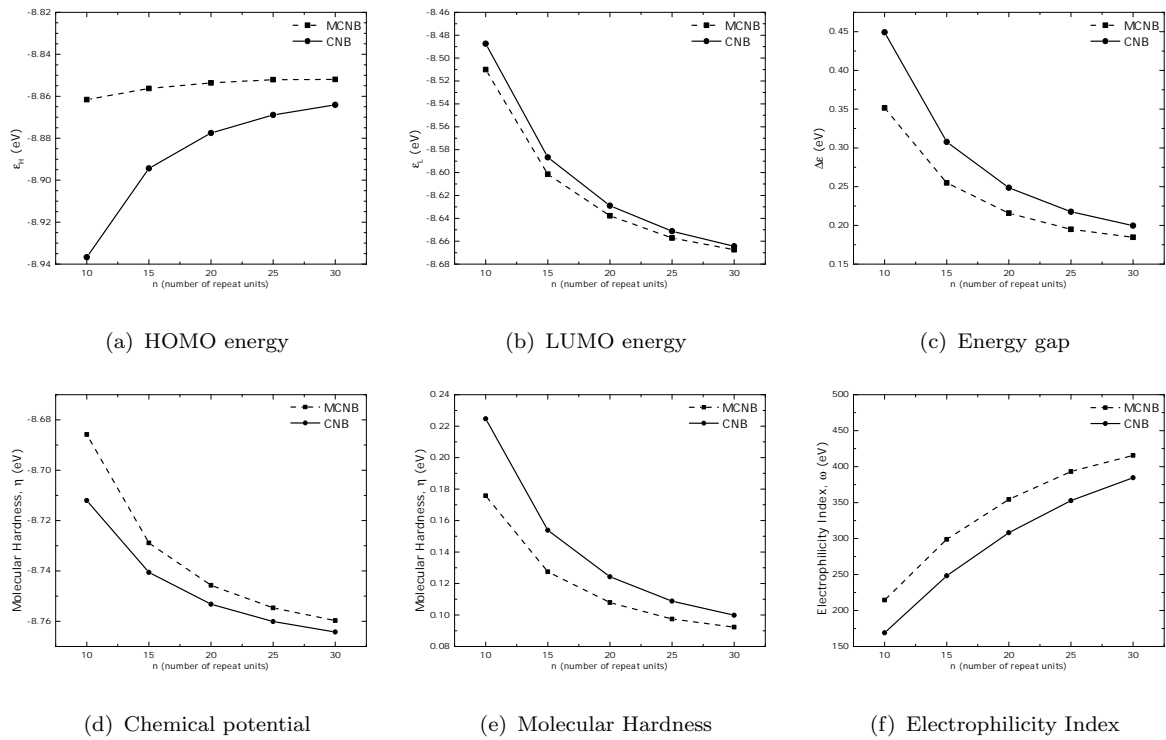 -8.82
MCNB
CNB
-8.84
-8.86
-8.88
-8.90
-8.92
-8.94
ε_H (eV)
10 15 20 25 30
n (number of repeat units)
(a) HOMO energy
-8.46
MCNB
CNB
-8.48
-8.50
-8.52
-8.54
-8.56
-8.58
-8.60
-8.62
-8.64
-8.66
-8.68
ε_L (eV)
10 15 20 25 30
n (number of repeat units)
(b) LUMO energy
MCNB
CNB
0.45
0.40
0.35
0.30
0.25
0.20
0.15
Δε (eV)
10 15 20 25 30
n (number of repeat units)
(c) Energy gap
MCNB
CNB
-8.68
-8.70
-8.72
-8.74
-8.76
Molecular Hardness, η (eV)
10 15 20 25 30
n (number of repeat units)
(d) Chemical potential
0.24
MCNB
CNB
0.22
0.20
0.18
0.16
0.14
0.12
0.10
0.08
Molecular Hardness, η (eV)
10 15 20 25 30
n (number of repeat units)
(e) Molecular Hardness
500
MCNB
CNB
450
400
350
300
250
200
150
Electrophilicity Index, ω (eV)
10 15 20 25 30
n (number of repeat units)
(f) Electrophilicity Index